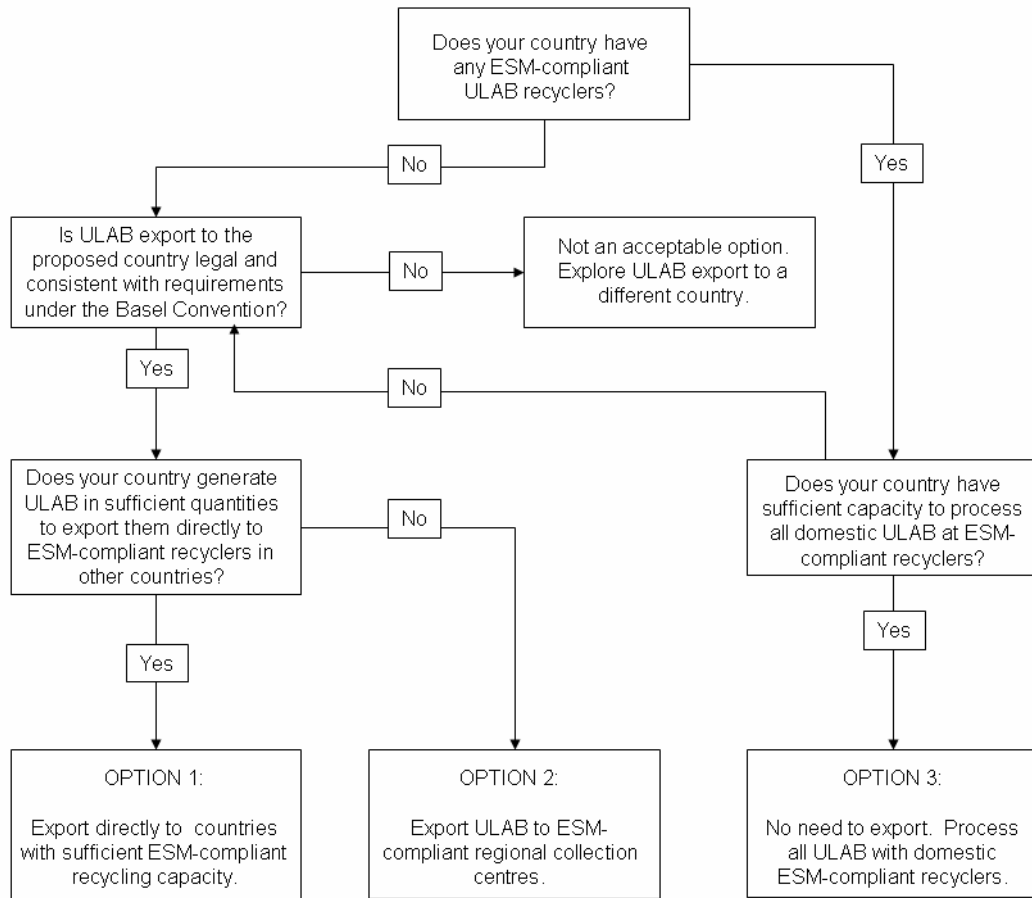 Does your country have
any ESM-compliant
ULAB recyclers?
No
Yes
Is ULAB export to the
proposed country legal and
consistent with requirements
under the Basel Convention?
No
Not an acceptable option.
Explore ULAB export to a
different country.
Yes
No
Does your country generate
ULAB in sufficient quantities
to export them directly to
ESM-compliant recyclers in
other countries?
No
Does your country have
sufficient capacity to process
all domestic ULAB at ESM-
compliant recyclers?
Yes
Yes
OPTION 1:
Export directly to countries
with sufficient ESM-compliant
recycling capacity.
OPTION 2:
Export ULAB to ESM-
compliant regional collection
centres.
OPTION 3:
No need to export. Process
all ULAB with domestic
ESM-compliant recyclers.